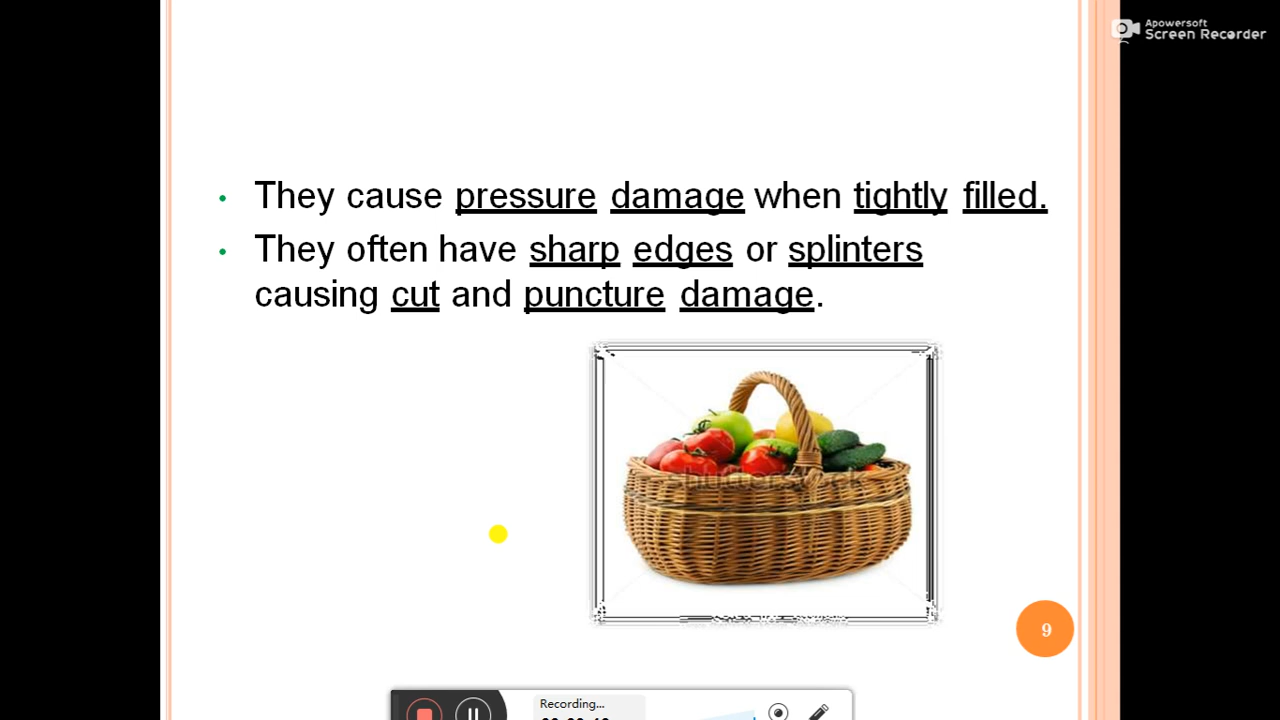 Apowersoft
Screen Recorder
They cause pressure damage when tightly filled.
They often have sharp edges or splinters
causing cut and puncture damage.
shutterstock
9
Recording...